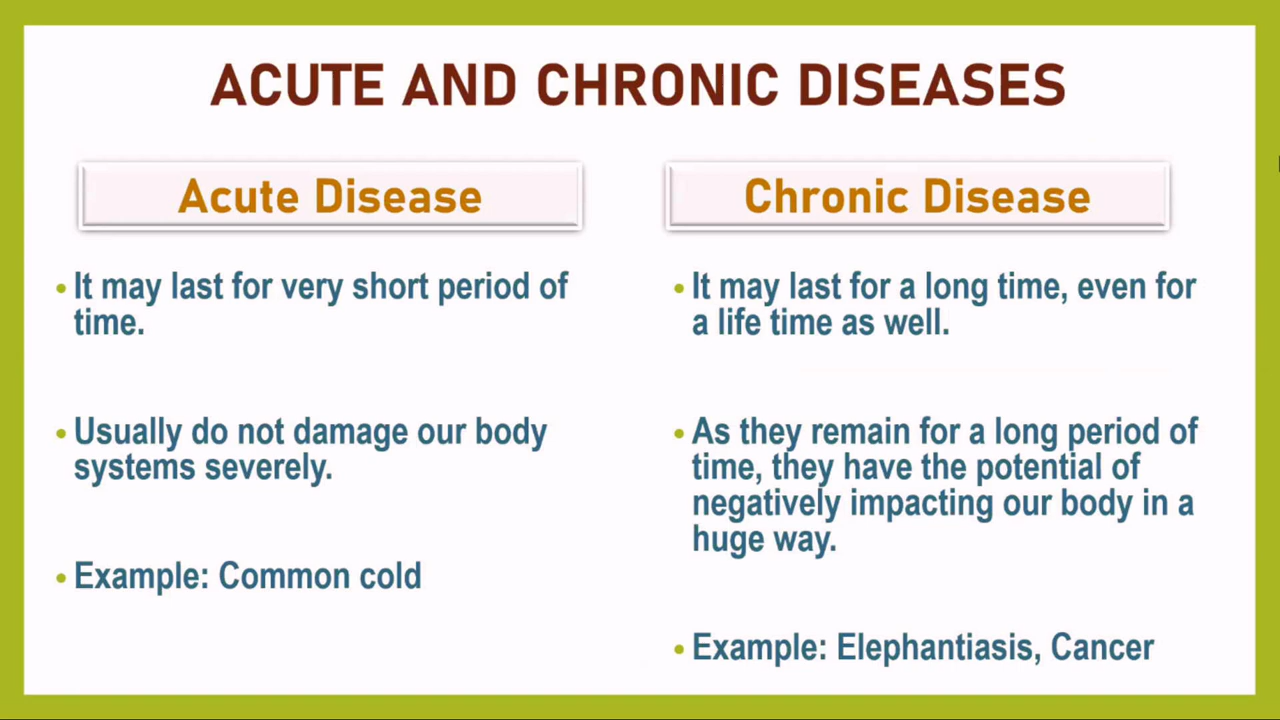 ACUTE AND CHRONIC DISEASES
Acute Disease
• It may last for very short period of
time.
• Usually do not damage our body
systems severely.
• Example: Common cold
Chronic Disease
• It may last for a long time, even for
a life time as well.
• As they remain for a long period of
time, they have the potential of
negatively impacting our body in a
huge way.
• Example: Elephantiasis, Cancer